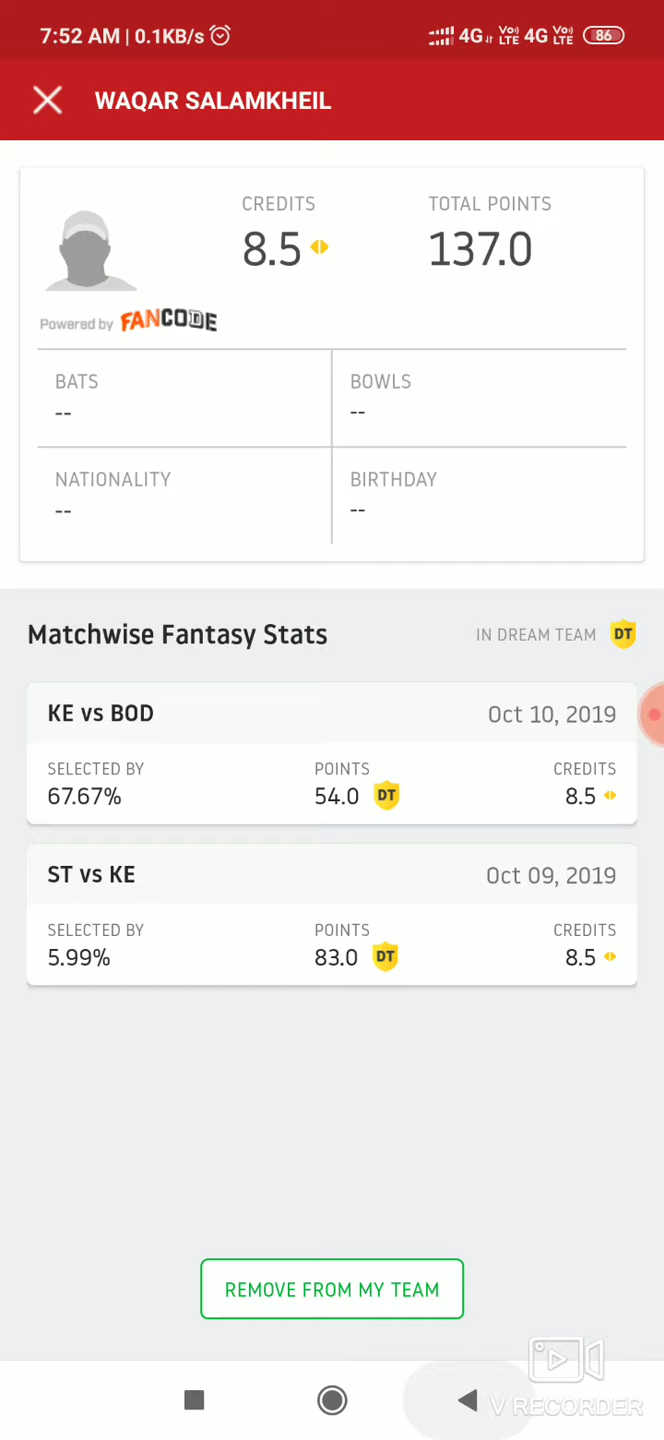 7:52 AM | 0.1KB/s 4G Vo) LTE 4G Vo) LTE 86
WAQAR SALAMKHEIL
CREDITS TOTAL POINTS
8.5 137.0
Powered by FANCODE
BATS BOWLS
-- --
NATIONALITY BIRTHDAY
-- --
Matchwise Fantasy Stats IN DREAM TEAM DT
KE vs BOD Oct 10, 2019
SELECTED BY POINTS CREDITS
67.67% 54.0 DT 8.5
ST vs KE Oct 09, 2019
SELECTED BY POINTS CREDITS
5.99% 83.0 DT 8.5
REMOVE FROM MY TEAM
V RECORDER